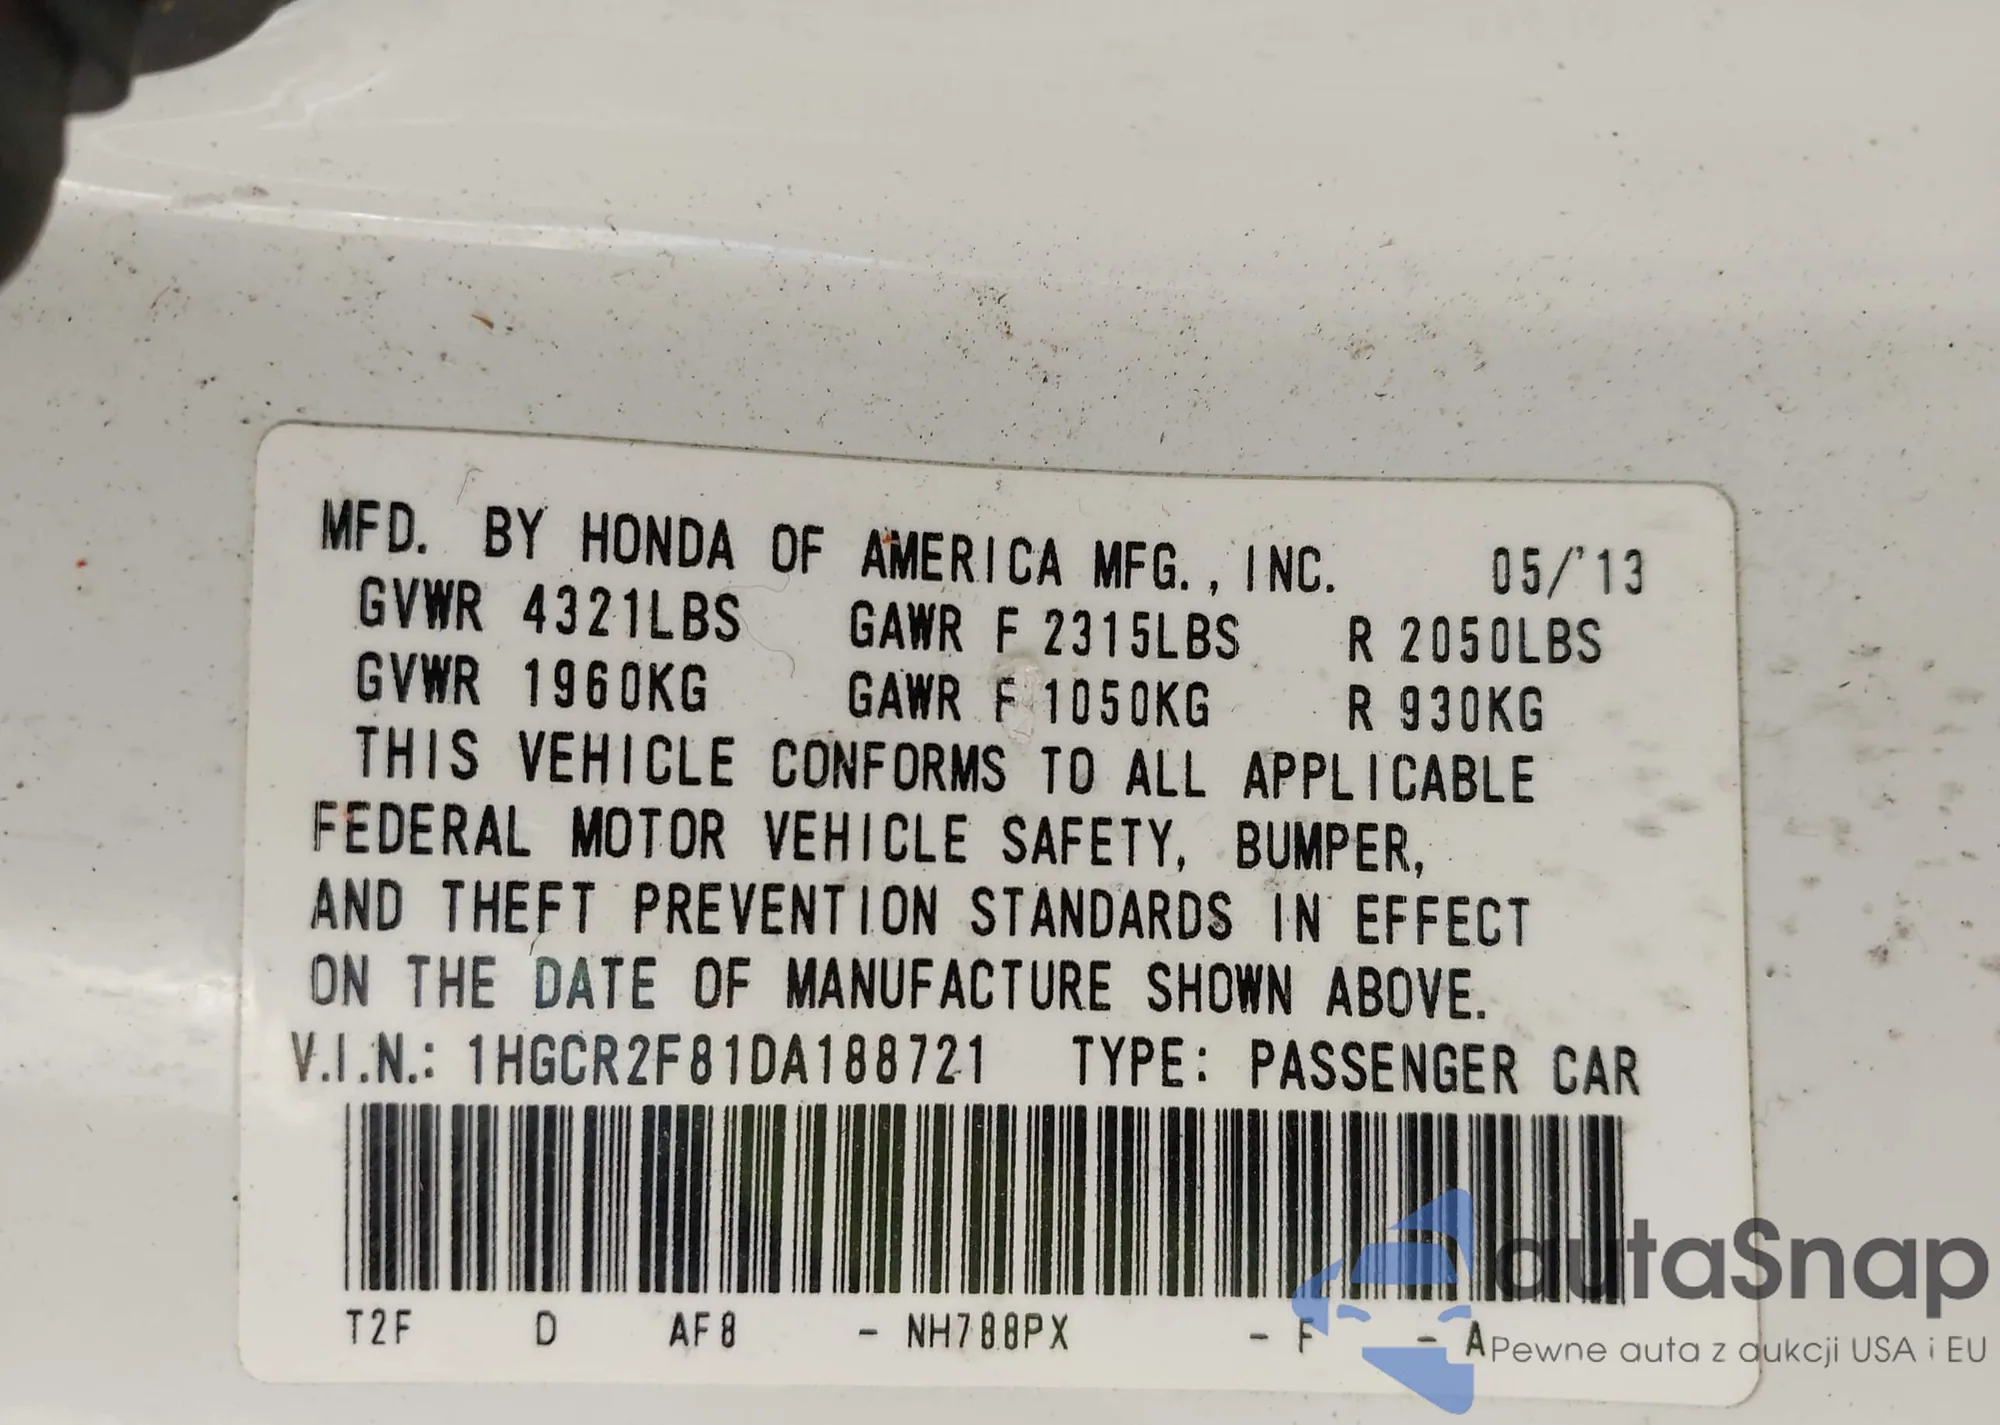 MFD. BY HONDA OF AMERICA MFG., INC. 05/'13
GVWR 4321LBS GAWR F 2315LBS R 2050LBS
GVWR 1960KG GAWR F 1050KG R 930KG
THIS VEHICLE CONFORMS TO ALL APPLICABLE
FEDERAL MOTOR VEHICLE SAFETY, BUMPER,
AND THEFT PREVENTION STANDARDS IN EFFECT
ON THE DATE OF MANUFACTURE SHOWN ABOVE.
V.I.N.: 1HGCR2F81DA188721 TYPE: PASSENGER CAR
T2F D AF8 - NH788PX - F - A
autaSnap
Pewne auta z aukcji USA i EU